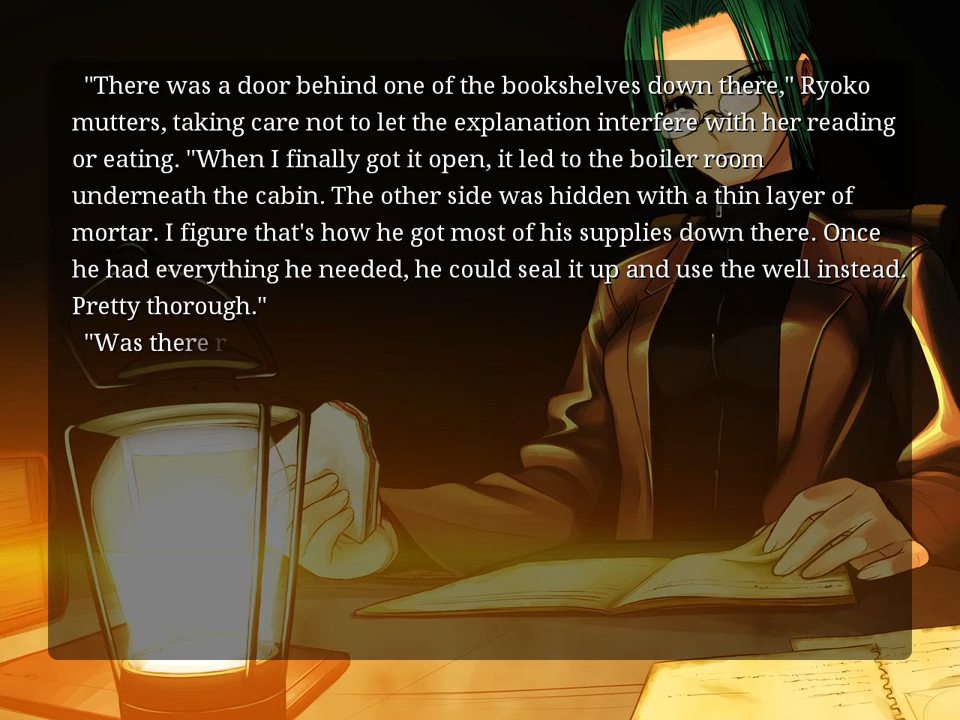 "There was a door behind one of the bookshelves down there," Ryoko
mutters, taking care not to let the explanation interfere with her reading
or eating. "When I finally got it open, it led to the boiler room
underneath the cabin. The other side was hidden with a thin layer of
mortar. I figure that's how he got most of his supplies down there. Once
he had everything he needed, he could seal it up and use the well instead.
Pretty thorough."
"Was there r